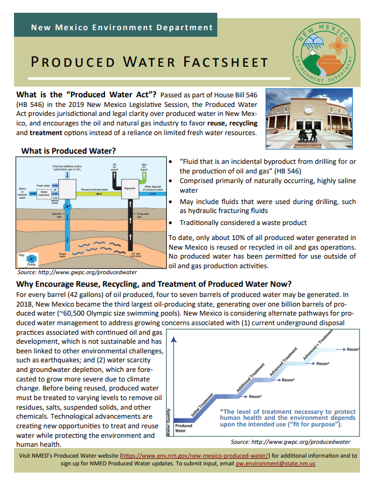 New Mexico Environment Department
PRODUCED WATER FACTSHEET
NEW MEXICO
ENVIRONMENT DEPARTMENT
What is the “Produced Water Act”? Passed as part of House Bill 546
(HB 546) in the 2019 New Mexico Legislative Session, the Produced Water
Act provides jurisdictional and legal clarity over produced water in New Mex-
ico, and encourages the oil and natural gas industry to favor reuse, recycling
and treatment options instead of a reliance on limited fresh water resources.
What is Produced Water?
• “Fluid that is an incidental byproduct from drilling for or
the production of oil and gas” (HB 546)
• Comprised primarily of naturally occurring, highly saline
water
• May include fluids that were used during drilling, such
as hydraulic fracturing fluids
• Traditionally considered a waste product
To date, only about 10% of all produced water generated in
New Mexico is reused or recycled in oil and gas operations.
No produced water has been permitted for use outside of
oil and gas production activities.
Source: http://www.gwpc.org/producedwater
Why Encourage Reuse, Recycling, and Treatment of Produced Water Now?
For every barrel (42 gallons) of oil produced, four to seven barrels of produced water may be generated. In
2018, New Mexico became the third largest oil-producing state, generating over one billion barrels of pro-
duced water (~60,500 Olympic size swimming pools). New Mexico is considering alternate pathways for pro-
duced water management to address growing concerns associated with (1) current underground disposal
practices associated with continued oil and gas
development, which is not sustainable and has
been linked to other environmental challenges,
such as earthquakes; and (2) water scarcity
and groundwater depletion, which are fore-
casted to grow more severe due to climate
change. Before being reused, produced water
must be treated to varying levels to remove oil
residues, salts, suspended solids, and other
chemicals. Technological advancements are
creating new opportunities to treat and reuse
water while protecting the environment and
human health.
Water Quality
Produced
Water
Initial Treatment
Reuse*
Additional Treatment
Reuse*
Advanced Treatment
Reuse*
Advanced + Treatment
Reuse*
*The level of treatment necessary to protect
human health and the environment depends
upon the intended use (“fit for purpose”).
Source: http://www.gwpc.org/producedwater
Visit NMED’s Produced Water website (https://www.env.nm.gov/new-mexico-produced-water/) for additional information and to
sign up for NMED Produced Water updates. To submit input, email pw.environment@state.nm.us